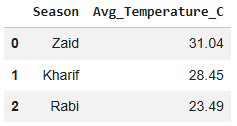 Season Avg_Temperature_C
0 Zaid 31.04
1 Kharif 28.45
2 Rabi 23.49